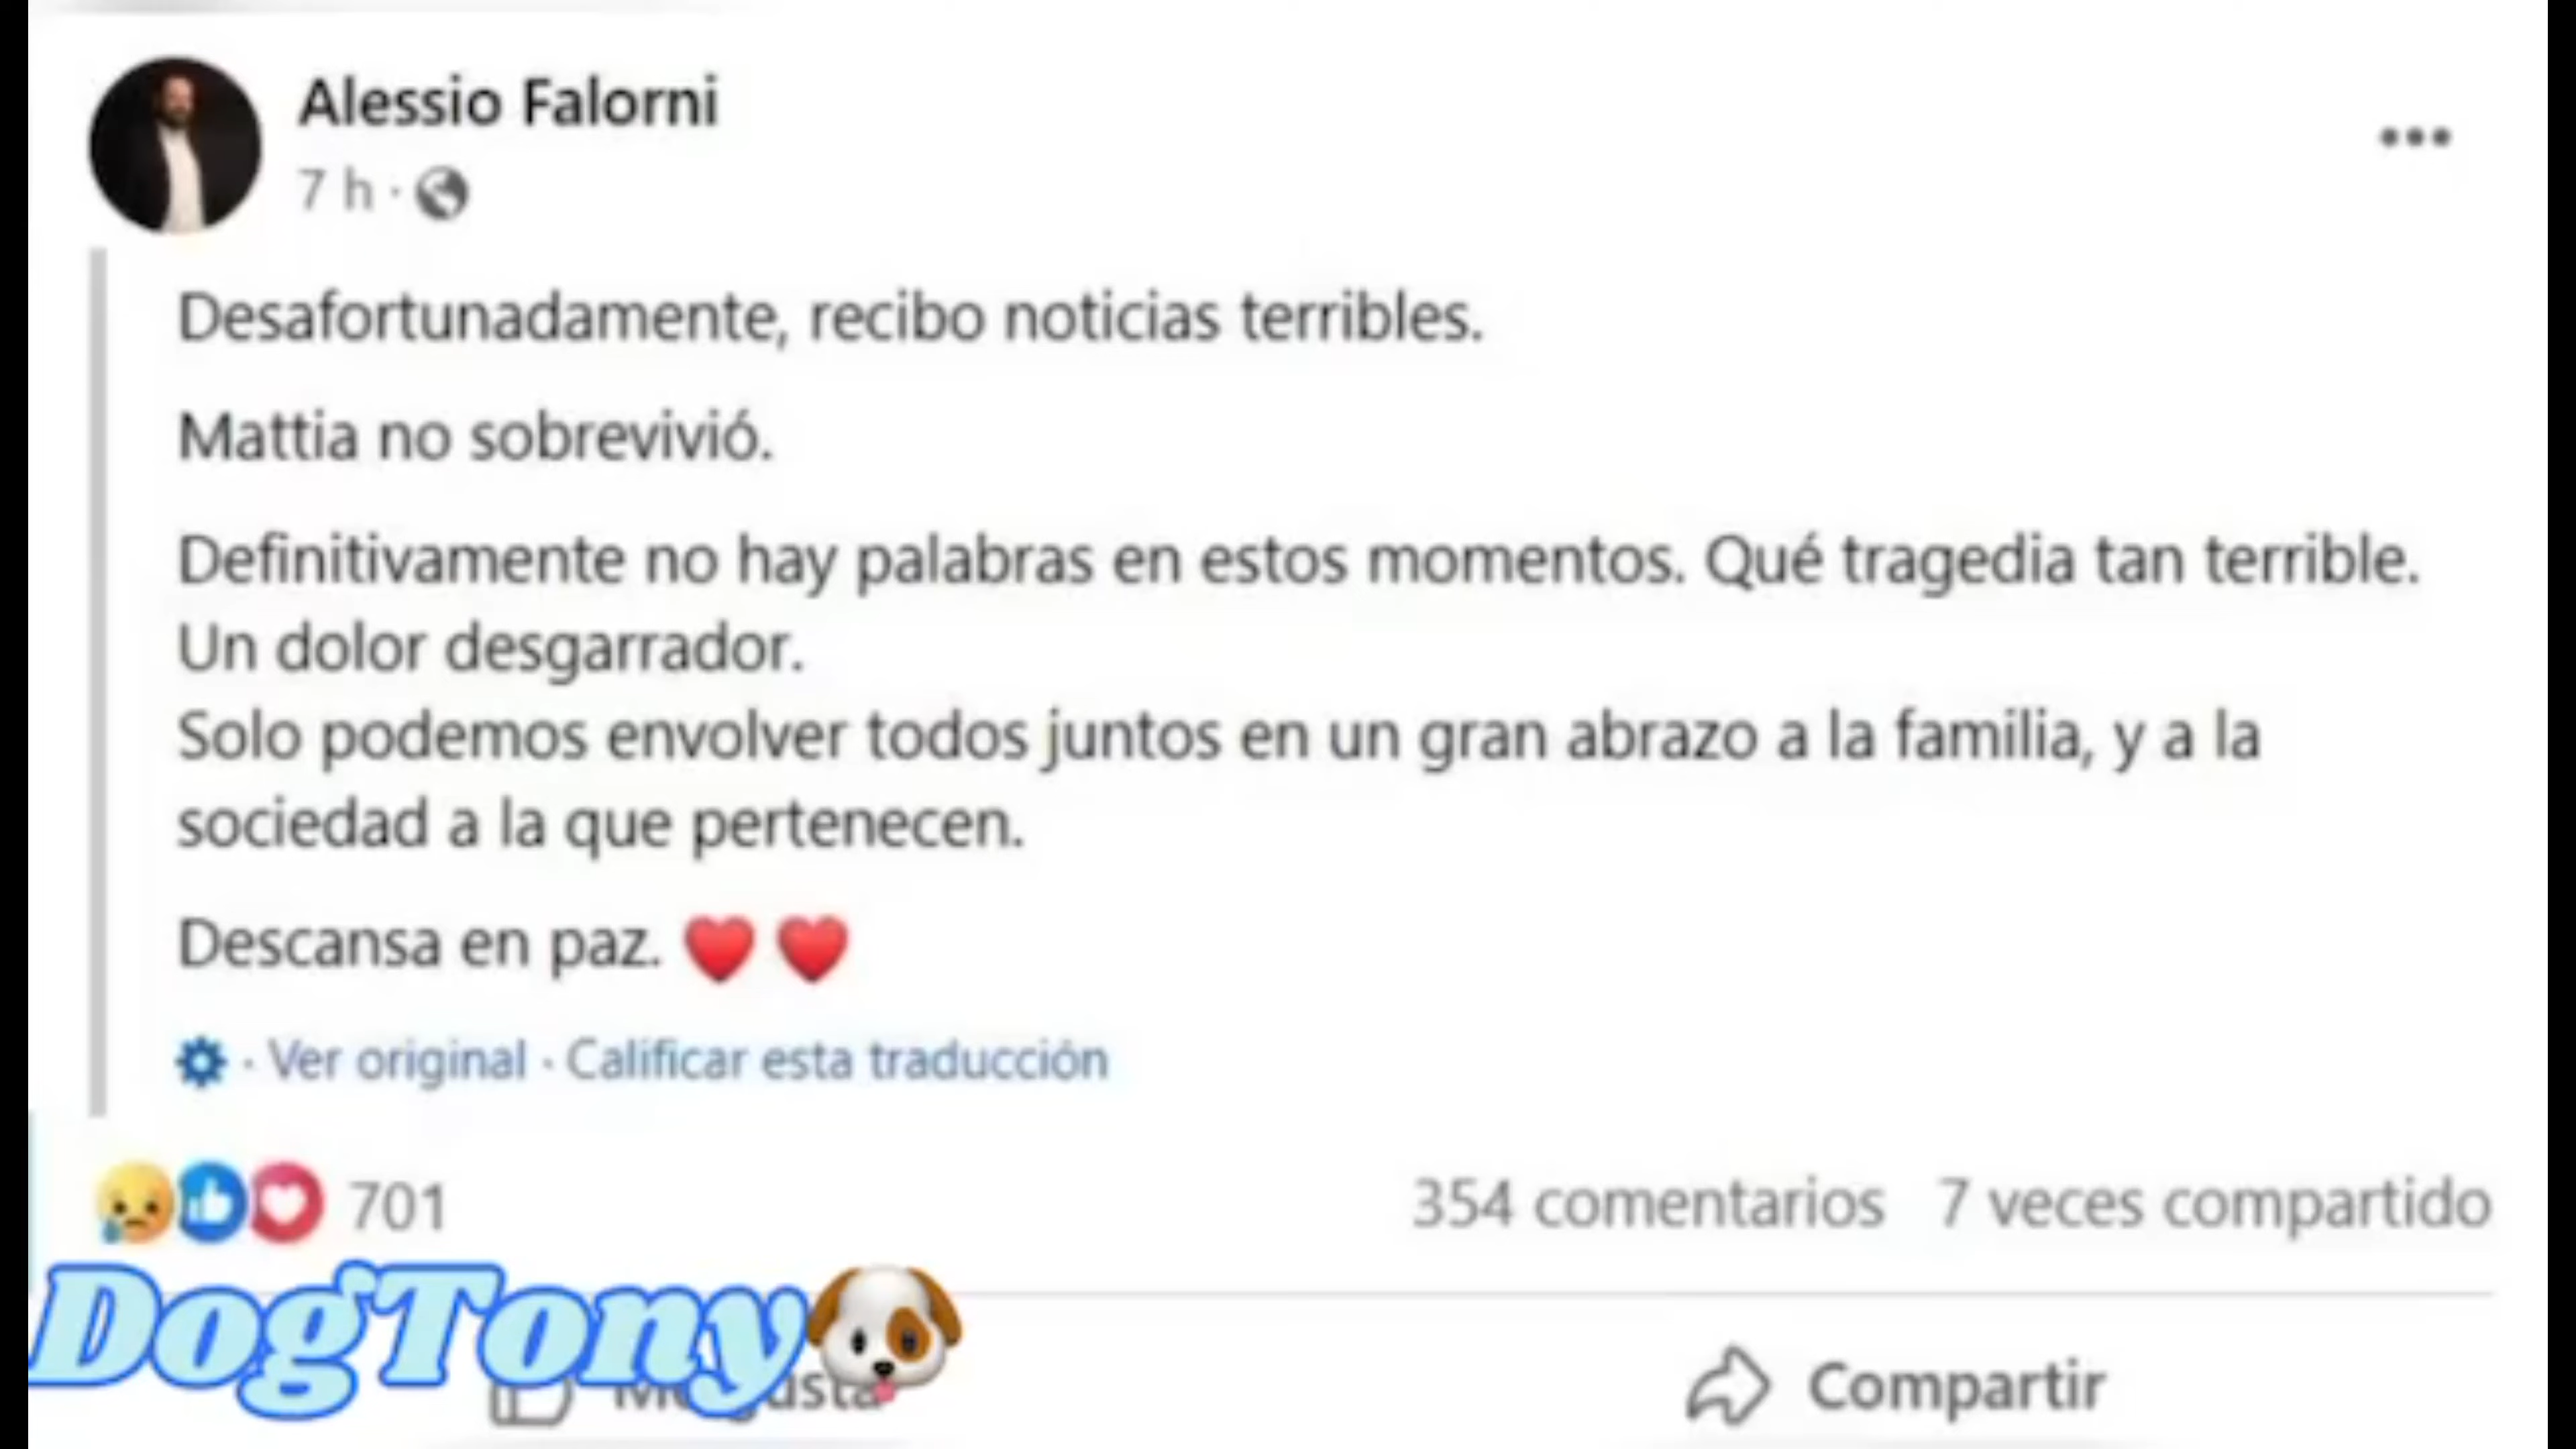 Alessio Falorni
7 h ·
Desafortunadamente, recibo noticias terribles.
Mattia no sobrevivió.
Definitivamente no hay palabras en estos momentos. Qué tragedia tan terrible.
Un dolor desgarrador.
Solo podemos envolver todos juntos en un gran abrazo a la familia, y a la
sociedad a la que pertenecen.
Descansa en paz. ❤️ ❤️
· Ver original · Calificar esta traducción
701 354 comentarios 7 veces compartido
DogTony
Compartir